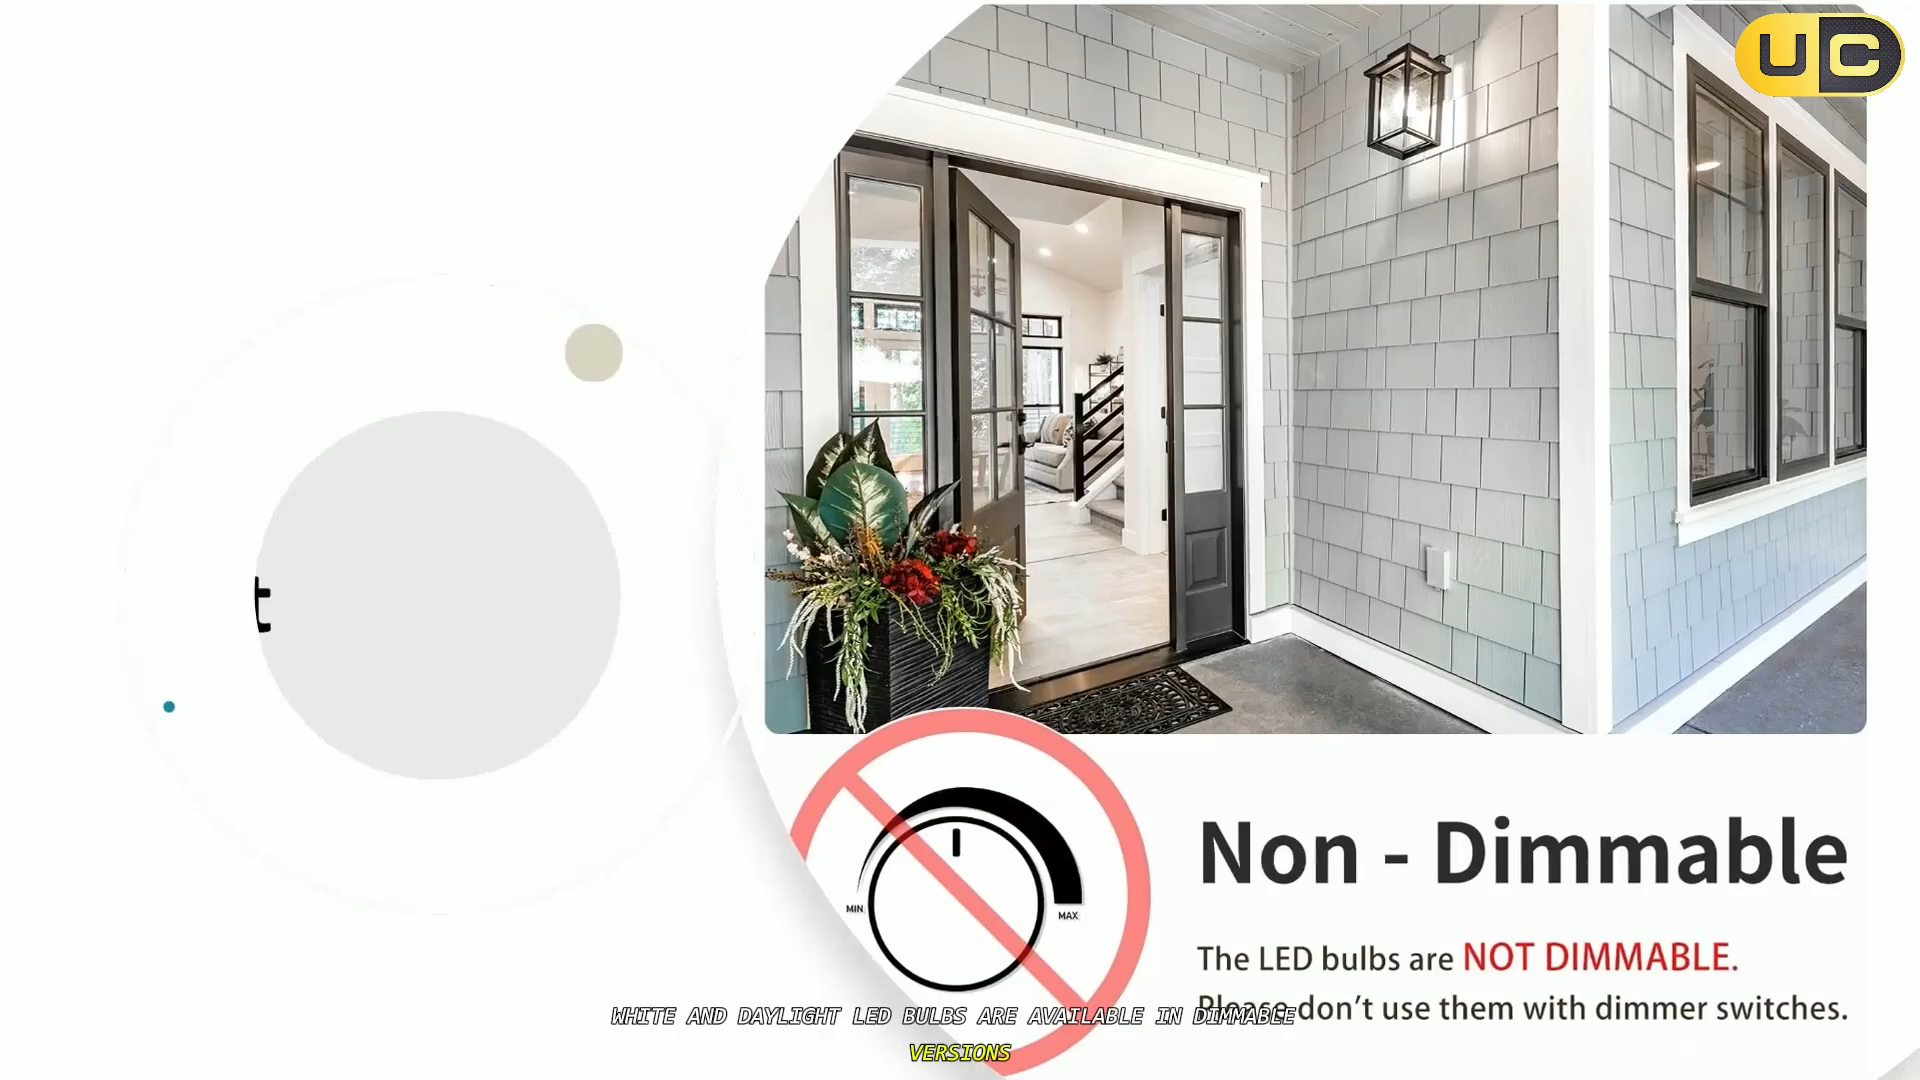 UC
t
MIN
MAX
Non - Dimmable
The LED bulbs are NOT DIMMABLE.
Please don't use them with dimmer switches.
WHITE AND DAYLIGHT LED BULBS ARE AVAILABLE IN DIMMABLE
VERSIONS